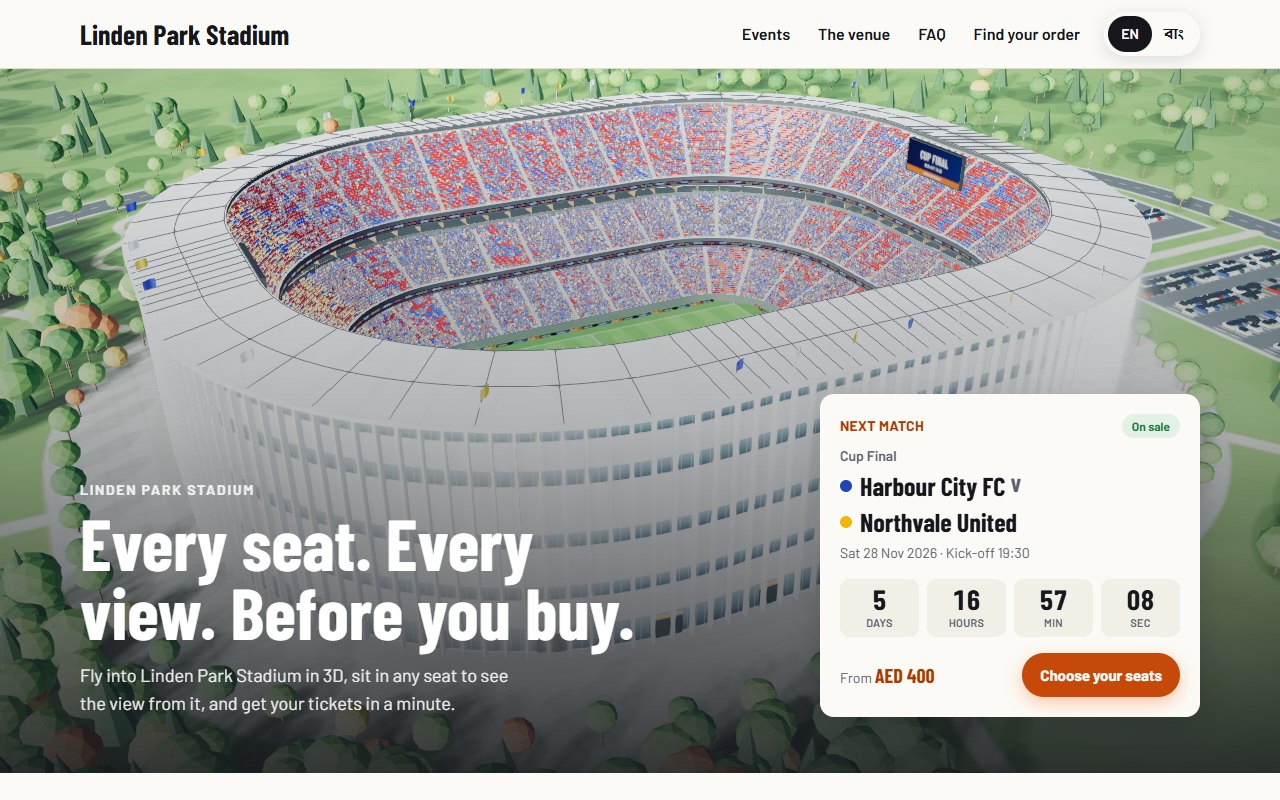 Linden Park Stadium
Events
The venue
FAQ
Find your order
EN
বাং
CUP FINAL
NEXT MATCH
On sale
Cup Final
Harbour City FC V
Northvale United
Sat 28 Nov 2026 · Kick-off 19:30
5
16
57
08
DAYS
HOURS
MIN
SEC
From AED 400
Choose your seats
LINDEN PARK STADIUM
Every seat. Every
view. Before you buy.
Fly into Linden Park Stadium in 3D, sit in any seat to see
the view from it, and get your tickets in a minute.